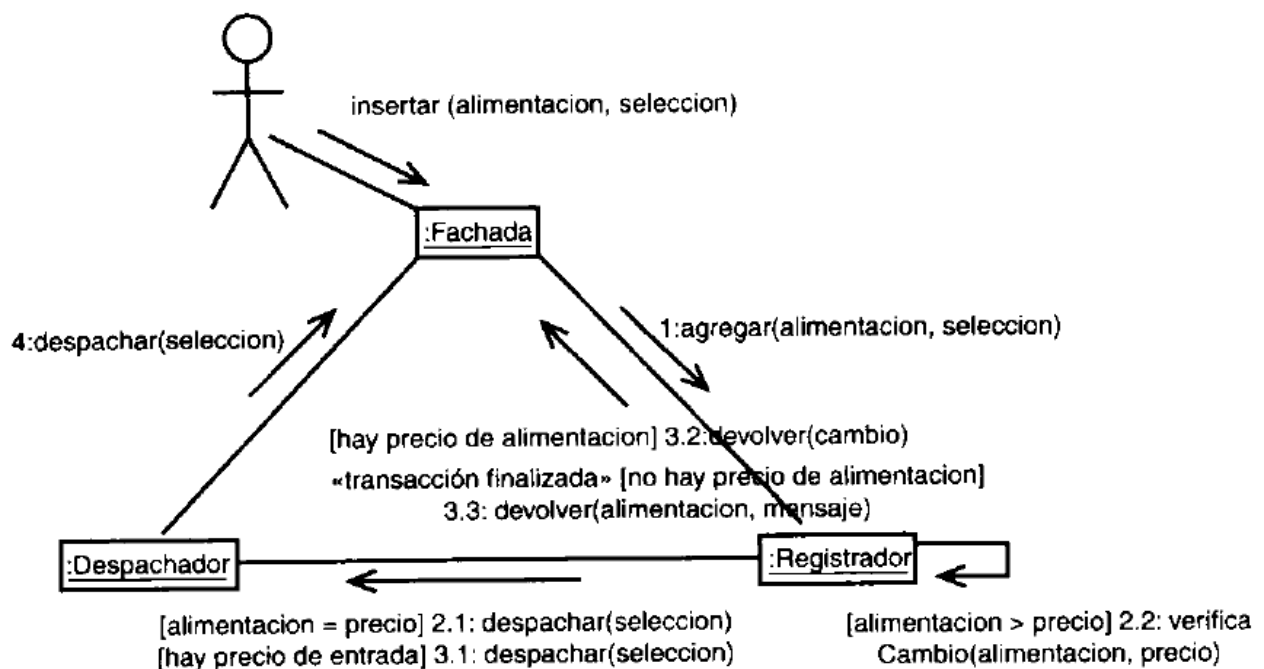 insertar (alimentacion, seleccion)
:Fachada
4:despachar(seleccion)
1:agregar(alimentacion, seleccion)
[hay precio de alimentacion] 3.2:devolver(cambio)
«transacción finalizada» [no hay precio de alimentacion]
3.3: devolver(alimentacion, mensaje)
:Despachador
:Registrador
[alimentacion = precio] 2.1: despachar(seleccion)
[hay precio de entrada] 3.1: despachar(seleccion)
[alimentacion > precio] 2.2: verifica
Cambio(alimentacion, precio)